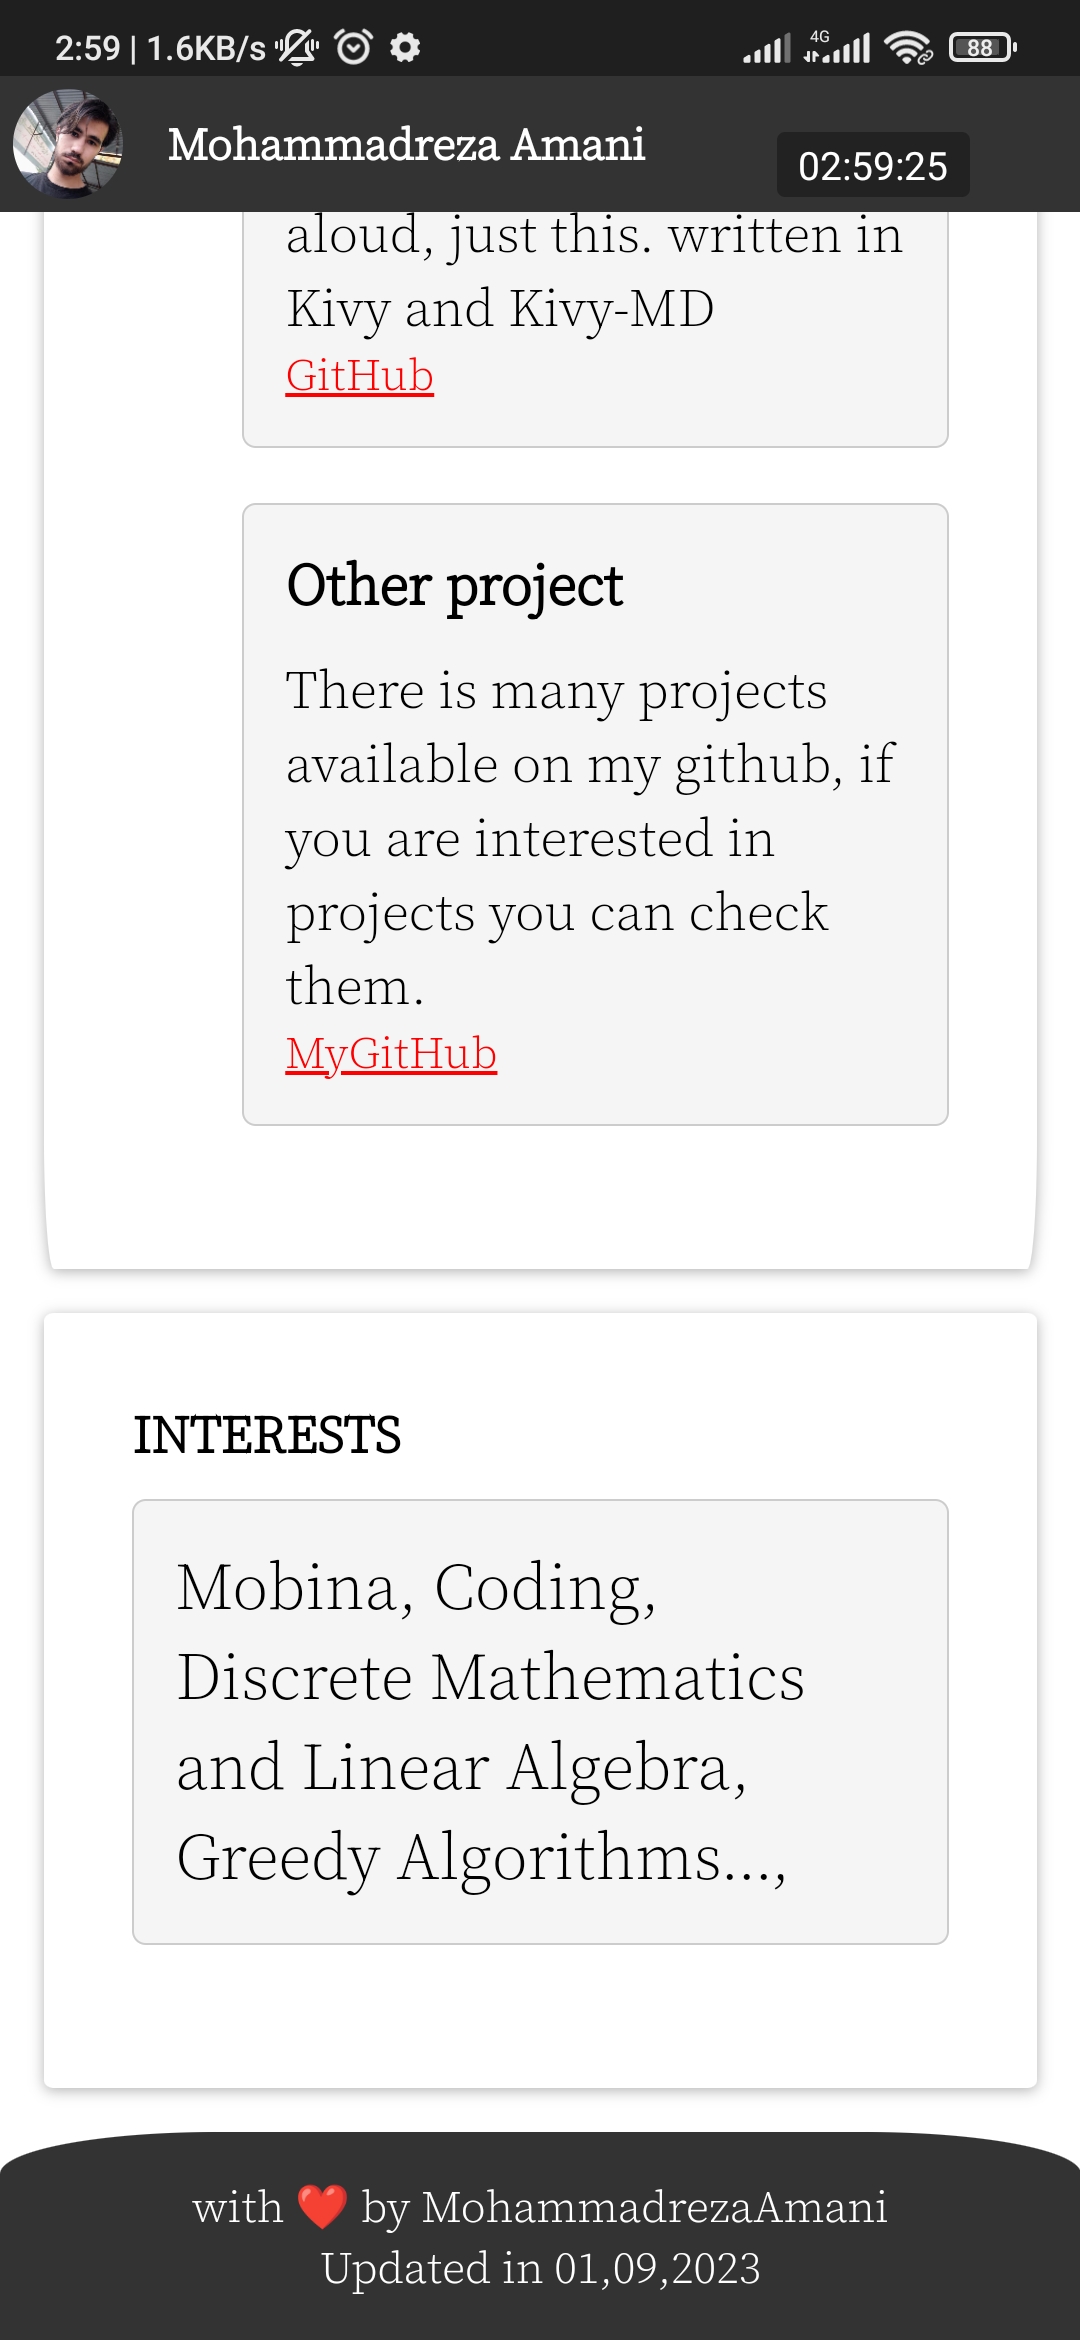 2:59 | 1.6KB/s 4G 88
Mohammadreza Amani
02:59:25
aloud, just this. written in
Kivy and Kivy-MD
GitHub
Other project
There is many projects
available on my github, if
you are interested in
projects you can check
them.
MyGitHub
INTERESTS
Mobina, Coding,
Discrete Mathematics
and Linear Algebra,
Greedy Algorithms...,
with ❤️ by MohammadrezaAmani
Updated in 01,09,2023